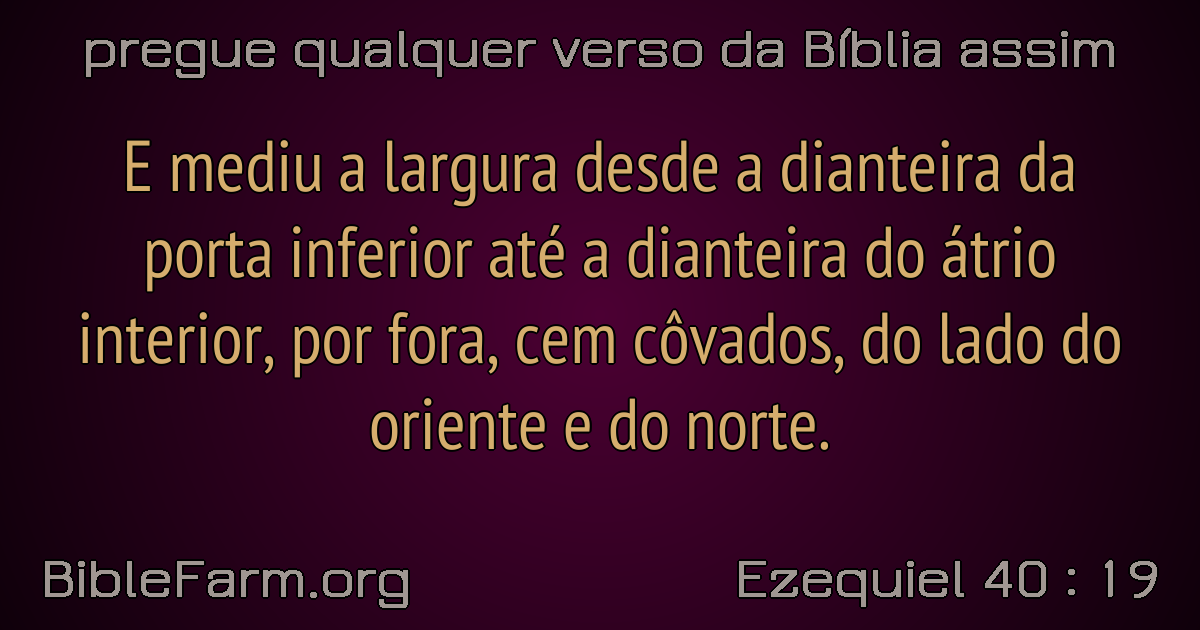 pregue qualquer verso da Bíblia assim
E mediu a largura desde a dianteira da
porta inferior até a dianteira do átrio
interior, por fora, cem côvados, do lado do
oriente e do norte.
BibleFarm.org
Ezequiel 40 : 19